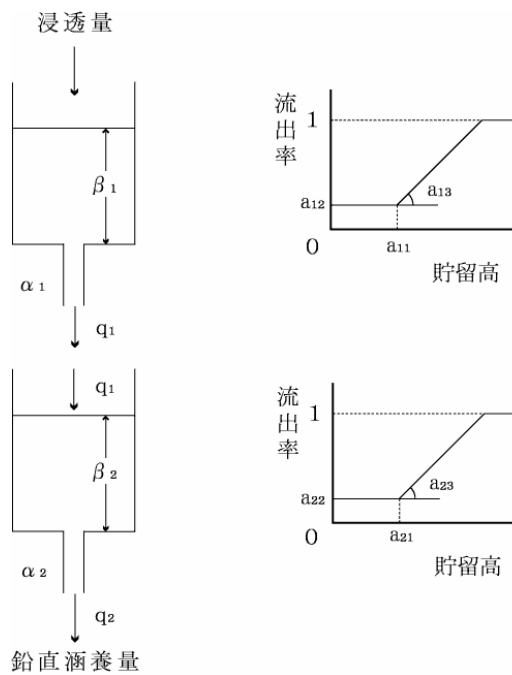 浸透量
β₁
α₁
q₁
q₁
β₂
α₂
q₂
鉛直涵養量
流出率
1
a₁₂
a₁₃
0
a₁₁
貯留高
流出率
1
a₂₂
a₂₃
0
a₂₁
貯留高